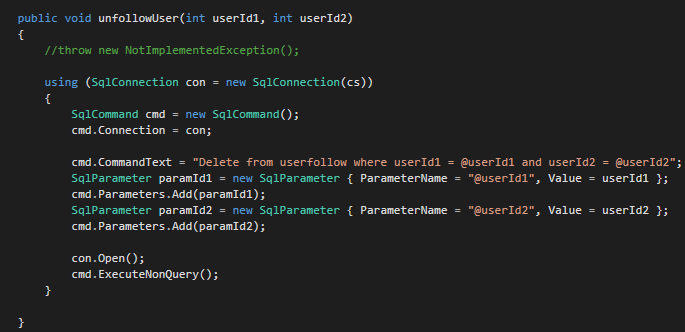 public void unfollowUser(int userId1, int userId2)
{
//throw new NotImplementedException();
using (SqlConnection con = new SqlConnection(cs))
{
SqlCommand cmd = new SqlCommand();
cmd.Connection = con;
cmd.CommandText = "Delete from userfollow where userId1 = @userId1 and userId2 = @userId2";
SqlParameter paramId1 = new SqlParameter { ParameterName = "@userId1", Value = userId1 };
cmd.Parameters.Add(paramId1);
SqlParameter paramId2 = new SqlParameter { ParameterName = "@userId2", Value = userId2 };
cmd.Parameters.Add(paramId2);
con.Open();
cmd.ExecuteNonQuery();
}
}